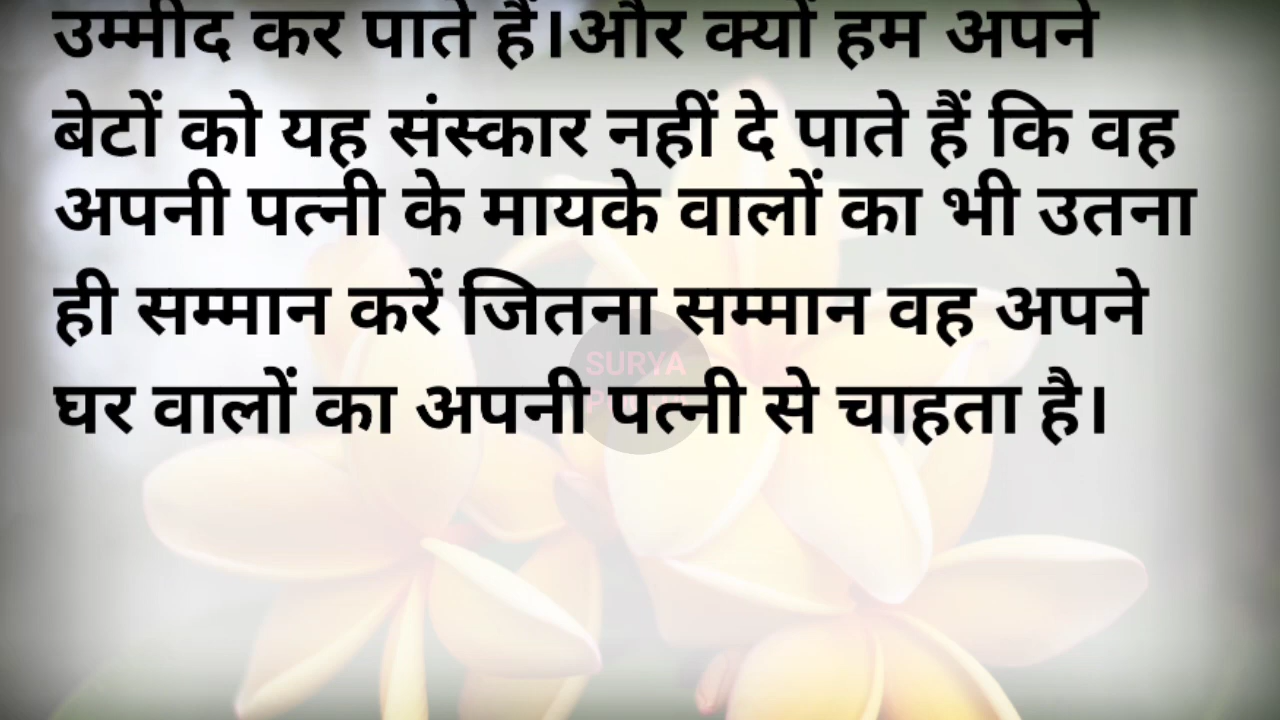 उम्मीद कर पाते हैं।और क्यों हम अपने
बेटों को यह संस्कार नहीं दे पाते हैं कि वह
अपनी पत्नी के मायके वालों का भी उतना
ही सम्मान करें जितना सम्मान वह अपने
घर वालों का अपनी पत्नी से चाहता है।
SURYA